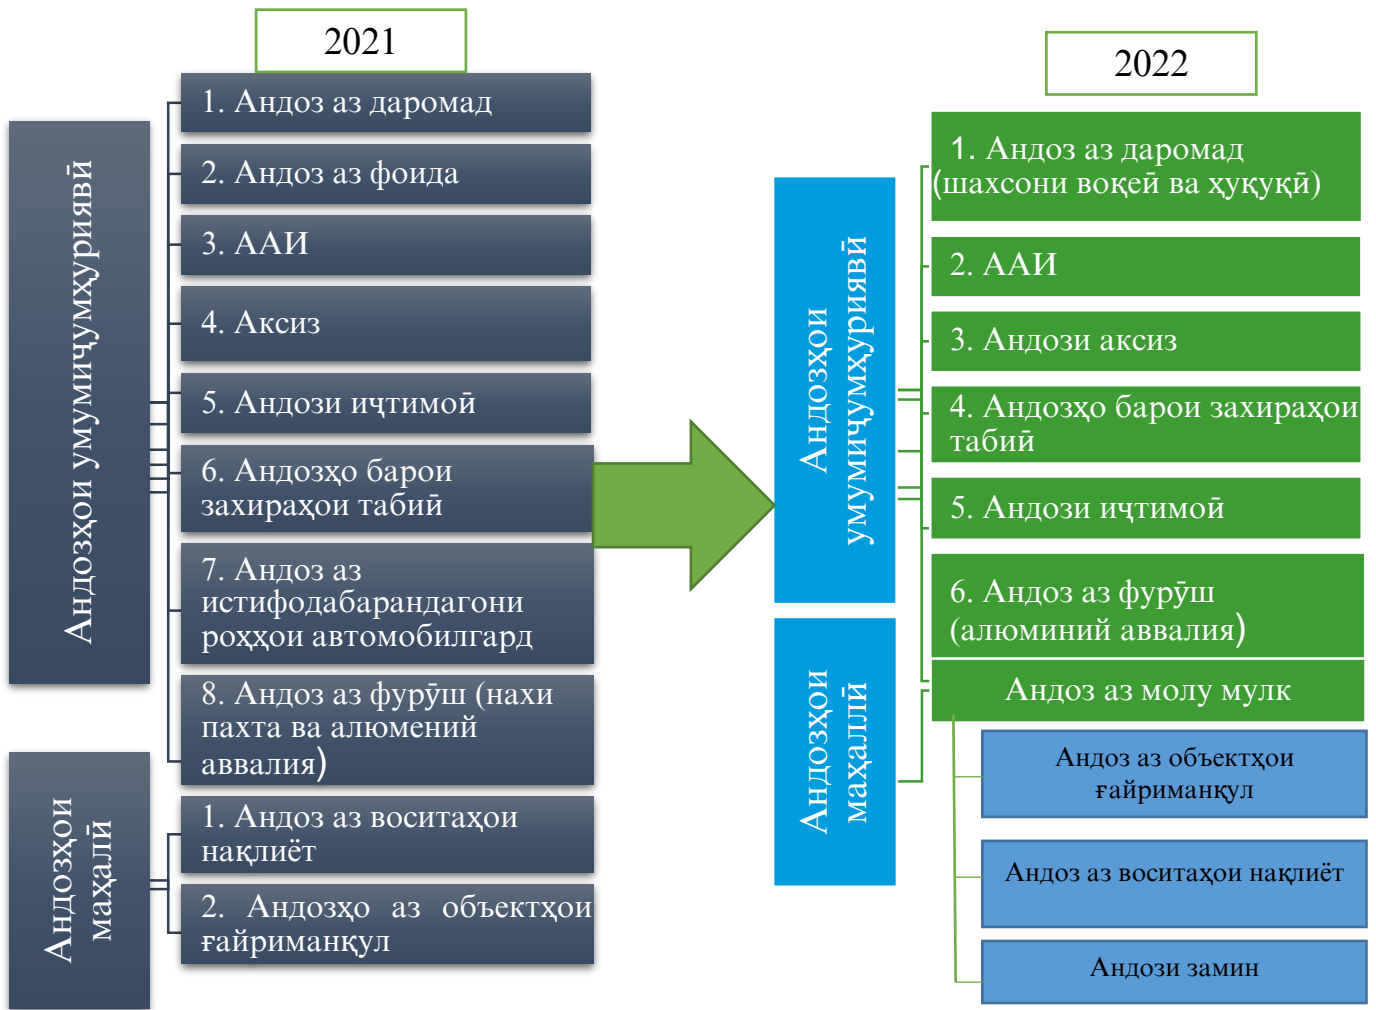 2021
Андозҳои умумиҷумҳуриявӣ
1. Андоз аз даромад
2. Андоз аз фоида
3. ААИ
4. Аксиз
5. Андози иҷтимоӣ
6. Андозҳо барои
захираҳои табиӣ
7. Андоз аз
истифодабарандагони
роҳҳои автомобилгард
8. Андоз аз фурӯш (нахи
пахта ва алюмений
аввалия)
Андозҳои
маҳалӣ
1. Андоз аз воситаҳои
нақлиёт
2. Андозҳо аз объектҳои
ғайриманқул
2022
Андозҳои
умумиҷумҳуриявӣ
1. Андоз аз даромад
(шахсони воқеӣ ва ҳуқуқӣ)
2. ААИ
3. Андози аксиз
4. Андозҳо барои захираҳои
табиӣ
5. Андози иҷтимоӣ
6. Андоз аз фурӯш
(алюминий аввалия)
Андозҳои
маҳаллӣ
Андоз аз молу мулк
Андоз аз объектҳои
ғайриманқул
Андоз аз воситаҳои нақлиёт
Андози замин